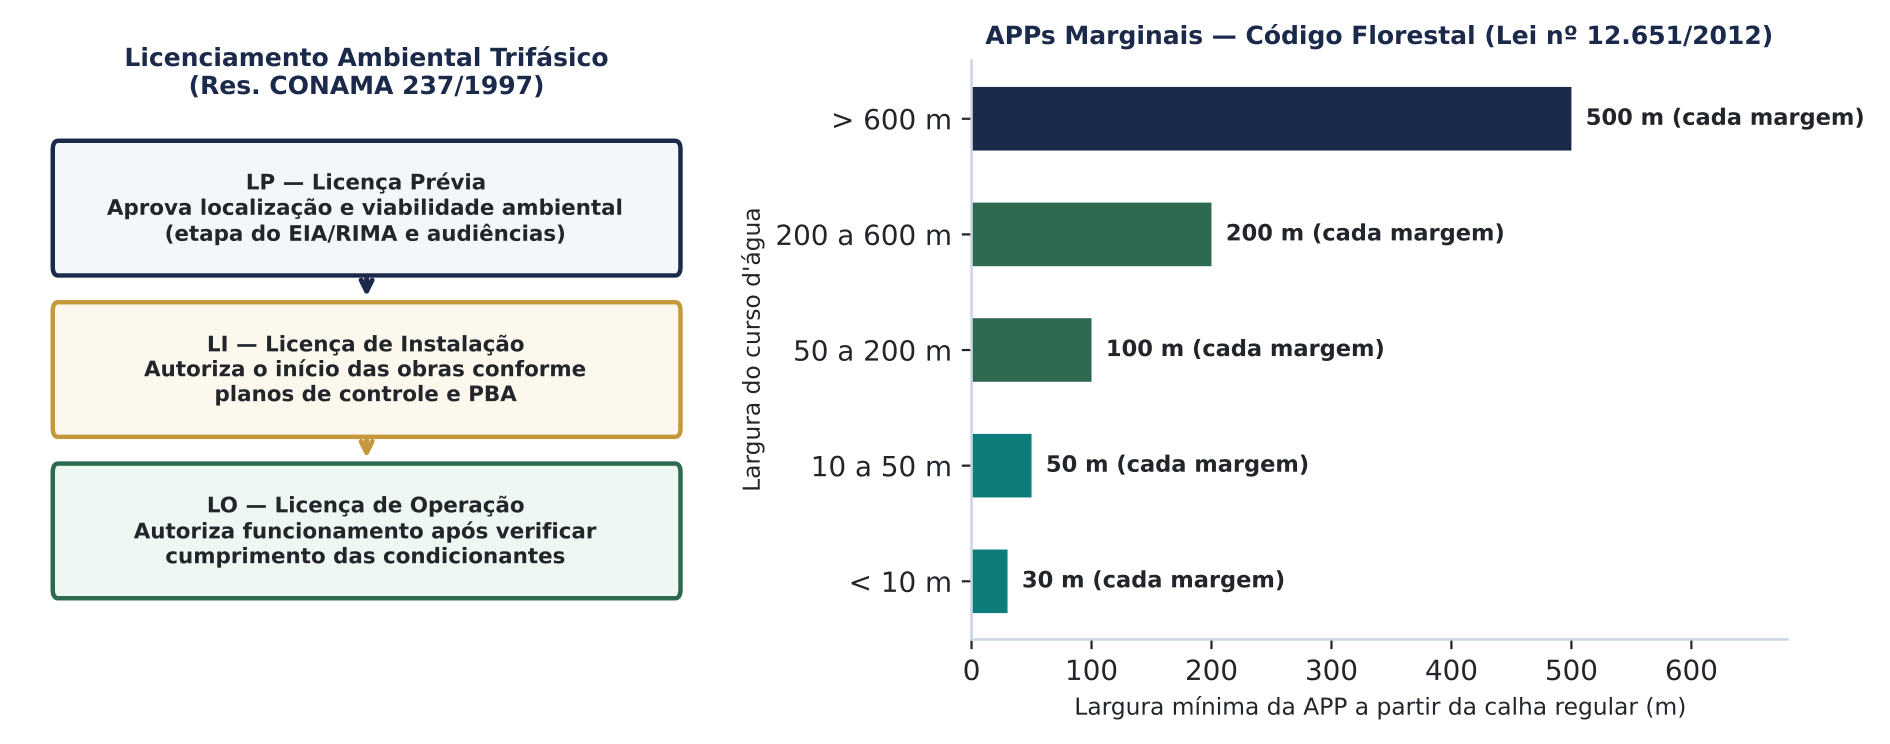 Licenciamento Ambiental Trifásico
(Res. CONAMA 237/1997)
LP — Licença Prévia
Aprova localização e viabilidade ambiental
(etapa do EIA/RIMA e audiências)
LI — Licença de Instalação
Autoriza o início das obras conforme
planos de controle e PBA
LO — Licença de Operação
Autoriza funcionamento após verificar
cumprimento das condicionantes
APPs Marginais — Código Florestal (Lei nº 12.651/2012)
Largura do curso d'água
> 600 m
500 m (cada margem)
200 a 600 m
200 m (cada margem)
50 a 200 m
100 m (cada margem)
10 a 50 m
50 m (cada margem)
< 10 m
30 m (cada margem)
0 100 200 300 400 500 600
Largura mínima da APP a partir da calha regular (m)